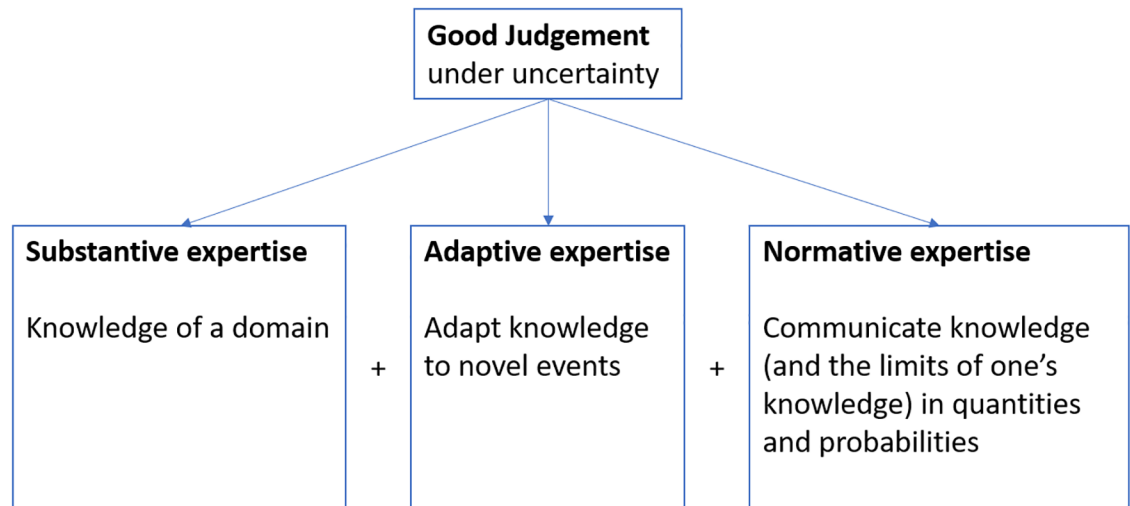 Good Judgement
under uncertainty
Substantive expertise
Knowledge of a domain
+
Adaptive expertise
Adapt knowledge
to novel events
+
Normative expertise
Communicate knowledge
(and the limits of one’s
knowledge) in quantities
and probabilities